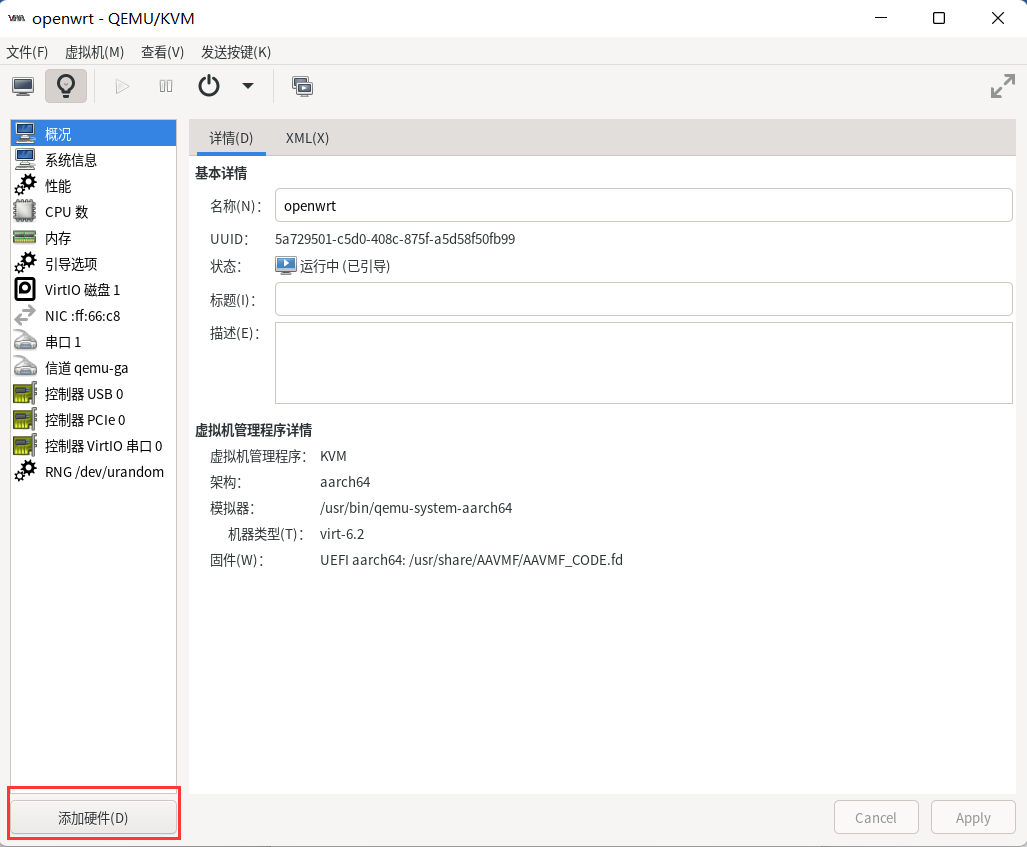 openwrt - QEMU/KVM
文件(F) 虚拟机(M) 查看(V) 发送按键(K)
概况
系统信息
性能
CPU 数
内存
引导选项
VirtIO 磁盘 1
NIC :ff:66:c8
串口 1
信道 qemu-ga
控制器 USB 0
控制器 PCIe 0
控制器 VirtIO 串口 0
RNG /dev/urandom
添加硬件(D)
详情(D) XML(X)
基本详情
名称(N)： openwrt
UUID： 5a729501-c5d0-408c-875f-a5d58f50fb99
状态： 运行中 (已引导)
标题(I)：
描述(E)：
虚拟机管理程序详情
虚拟机管理程序： KVM
架构： aarch64
模拟器： /usr/bin/qemu-system-aarch64
机器类型(T)： virt-6.2
固件(W)： UEFI aarch64: /usr/share/AAVMF/AAVMF_CODE.fd
Cancel Apply